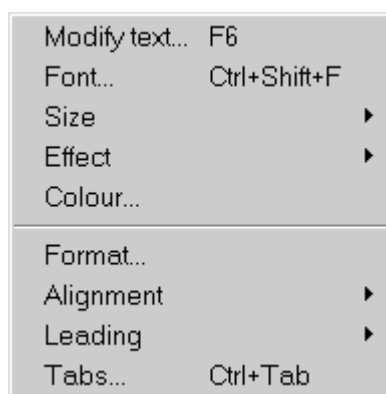 Modify text... F6
Font... Ctrl+Shift+F
Size
Effect
Colour...
Format...
Alignment
Leading
Tabs... Ctrl+Tab